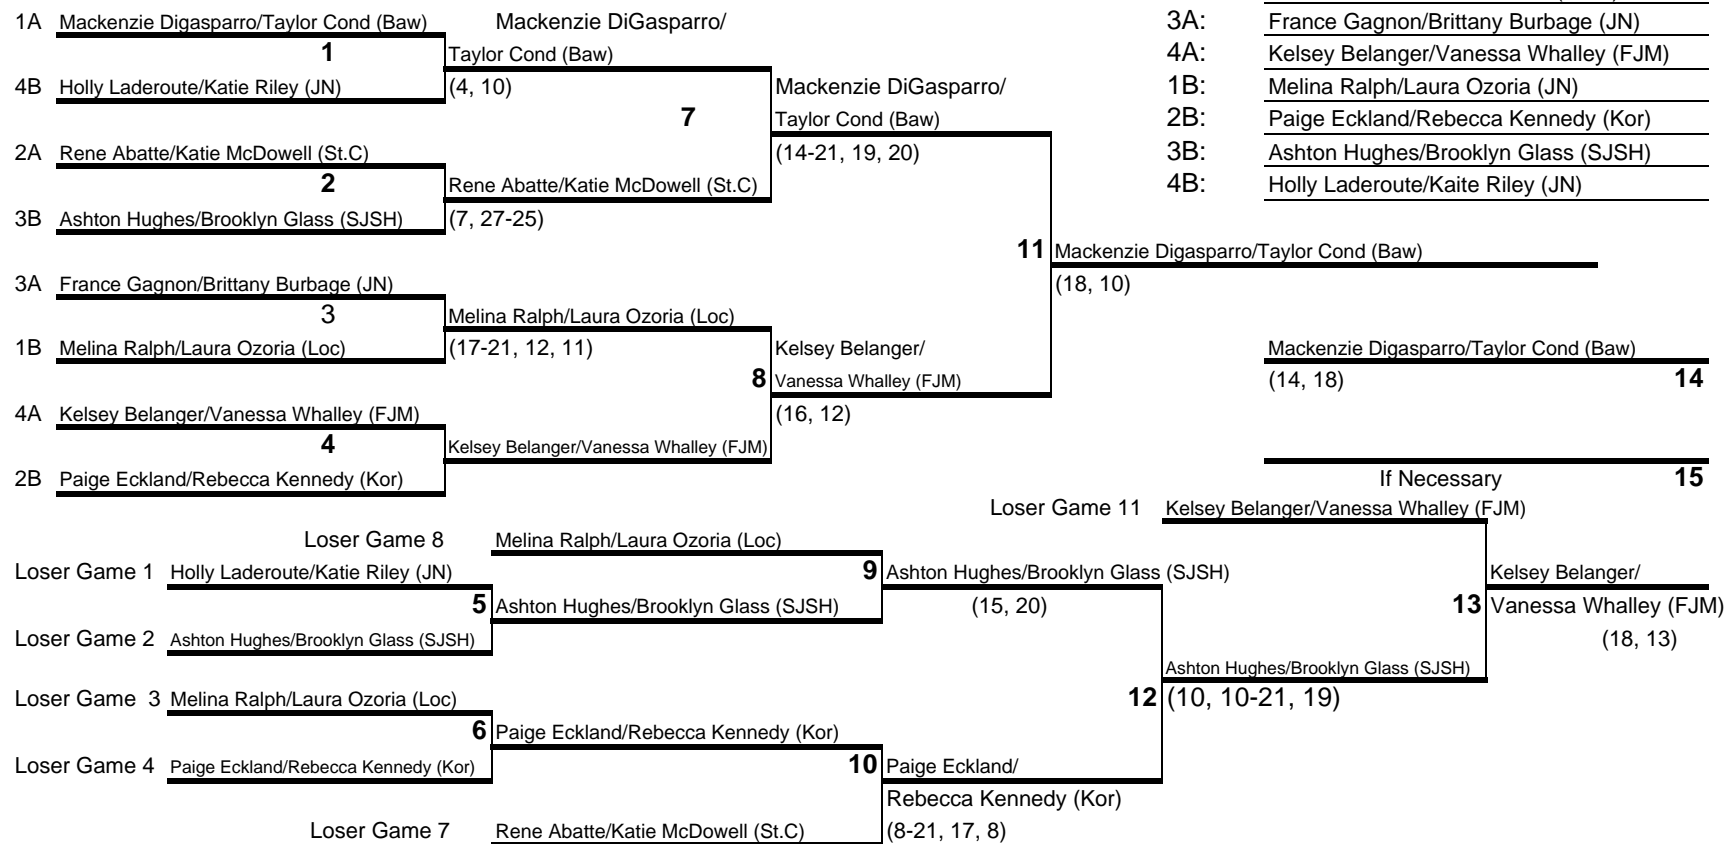 1A Mackenzie Digasparro/Taylor Cond (Baw)
Mackenzie DiGasparro/
3A: France Gagnon/Brittany Burbage (JN)
1
Taylor Cond (Baw)
4A: Kelsey Belanger/Vanessa Whalley (FJM)
4B Holly Laderoute/Katie Riley (JN)
(4, 10)
Mackenzie DiGasparro/
1B: Melina Ralph/Laura Ozoria (JN)
7
Taylor Cond (Baw)
2B: Paige Eckland/Rebecca Kennedy (Kor)
2A Rene Abatte/Katie McDowell (St.C)
(14-21, 19, 20)
3B: Ashton Hughes/Brooklyn Glass (SJSH)
2
Rene Abatte/Katie McDowell (St.C)
4B: Holly Laderoute/Kaite Riley (JN)
3B Ashton Hughes/Brooklyn Glass (SJSH)
(7, 27-25)
11 Mackenzie Digasparro/Taylor Cond (Baw)
3A France Gagnon/Brittany Burbage (JN)
(18, 10)
3
Melina Ralph/Laura Ozoria (Loc)
1B Melina Ralph/Laura Ozoria (Loc)
(17-21, 12, 11)
Kelsey Belanger/
Mackenzie Digasparro/Taylor Cond (Baw)
8 Vanessa Whalley (FJM)
(14, 18) 14
4A Kelsey Belanger/Vanessa Whalley (FJM)
(16, 12)
4
Kelsey Belanger/Vanessa Whalley (FJM)
2B Paige Eckland/Rebecca Kennedy (Kor)
If Necessary 15
Loser Game 11 Kelsey Belanger/Vanessa Whalley (FJM)
Loser Game 8 Melina Ralph/Laura Ozoria (Loc)
Loser Game 1 Holly Laderoute/Katie Riley (JN)
9 Ashton Hughes/Brooklyn Glass (SJSH)
Kelsey Belanger/
5 Ashton Hughes/Brooklyn Glass (SJSH)
(15, 20)
13 Vanessa Whalley (FJM)
Loser Game 2 Ashton Hughes/Brooklyn Glass (SJSH)
(18, 13)
Ashton Hughes/Brooklyn Glass (SJSH)
Loser Game 3 Melina Ralph/Laura Ozoria (Loc)
12 (10, 10-21, 19)
6 Paige Eckland/Rebecca Kennedy (Kor)
Loser Game 4 Paige Eckland/Rebecca Kennedy (Kor)
10 Paige Eckland/
Rebecca Kennedy (Kor)
Loser Game 7 Rene Abatte/Katie McDowell (St.C)
(8-21, 17, 8)